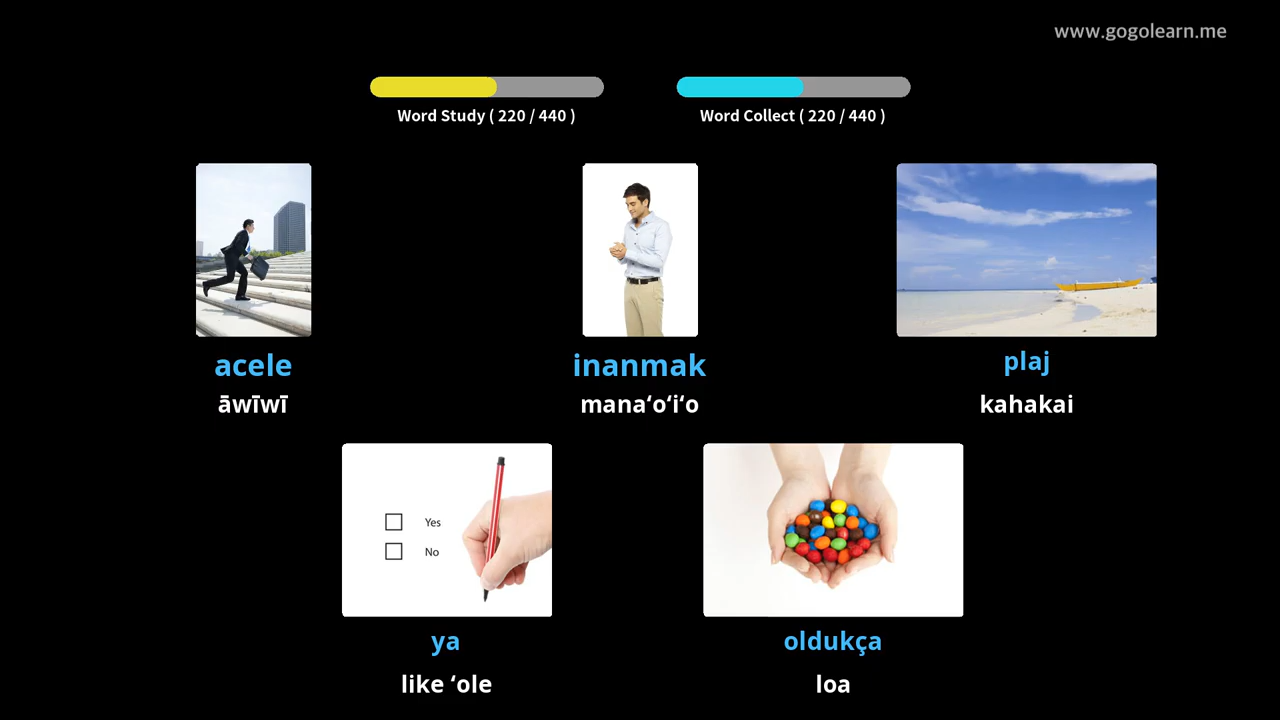 www.gogolearn.me
Word Study ( 220 / 440 )
Word Collect ( 220 / 440 )
acele
āwīwī
inanmak
manaʻoʻiʻo
plaj
kahakai
Yes
No
ya
like ʻole
oldukça
loa